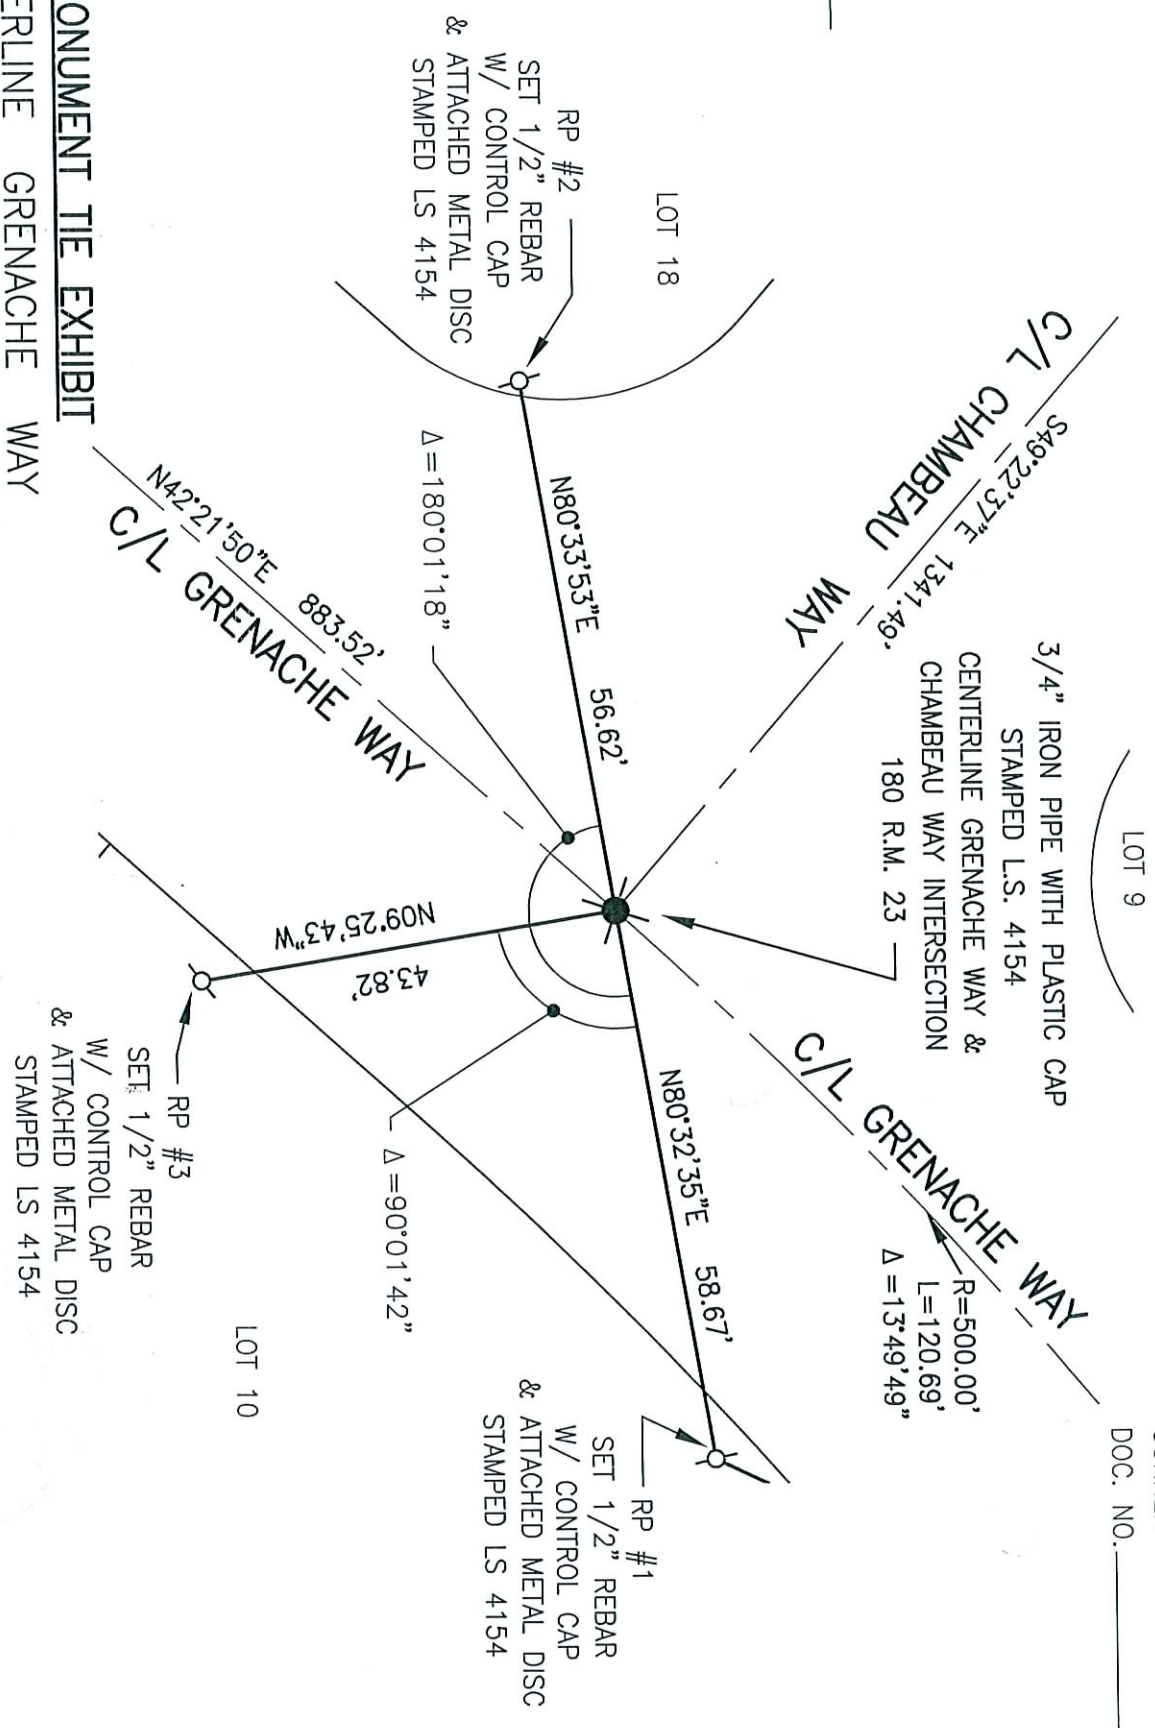 DOC. NO.
LOT 9
3/4" IRON PIPE WITH PLASTIC CAP
STAMPED L.S. 4154
CENTERLINE GRENACHE WAY &
CHAMBEAU WAY INTERSECTION
180 R.M. 23
C/L CHAMBEAU WAY
S49°22'37"E 1341.49'
C/L GRENACHE WAY
R=500.00'
L=120.69'
Δ=13°49'49"
LOT 18
RP #2
SET 1/2" REBAR
W/ CONTROL CAP
& ATTACHED METAL DISC
STAMPED LS 4154
N80°33'53"E 56.62'
N80°32'35"E 58.67'
RP #1
SET 1/2" REBAR
W/ CONTROL CAP
& ATTACHED METAL DISC
STAMPED LS 4154
Δ=180°01'18"
N42°21'50"E 883.52'
C/L GRENACHE WAY
N09°25'43"W
43.82'
Δ=90°01'42"
LOT 10
RP #3
SET 1/2" REBAR
W/ CONTROL CAP
& ATTACHED METAL DISC
STAMPED LS 4154
ONUMENT TIE EXHIBIT
ERLINE GRENACHE WAY